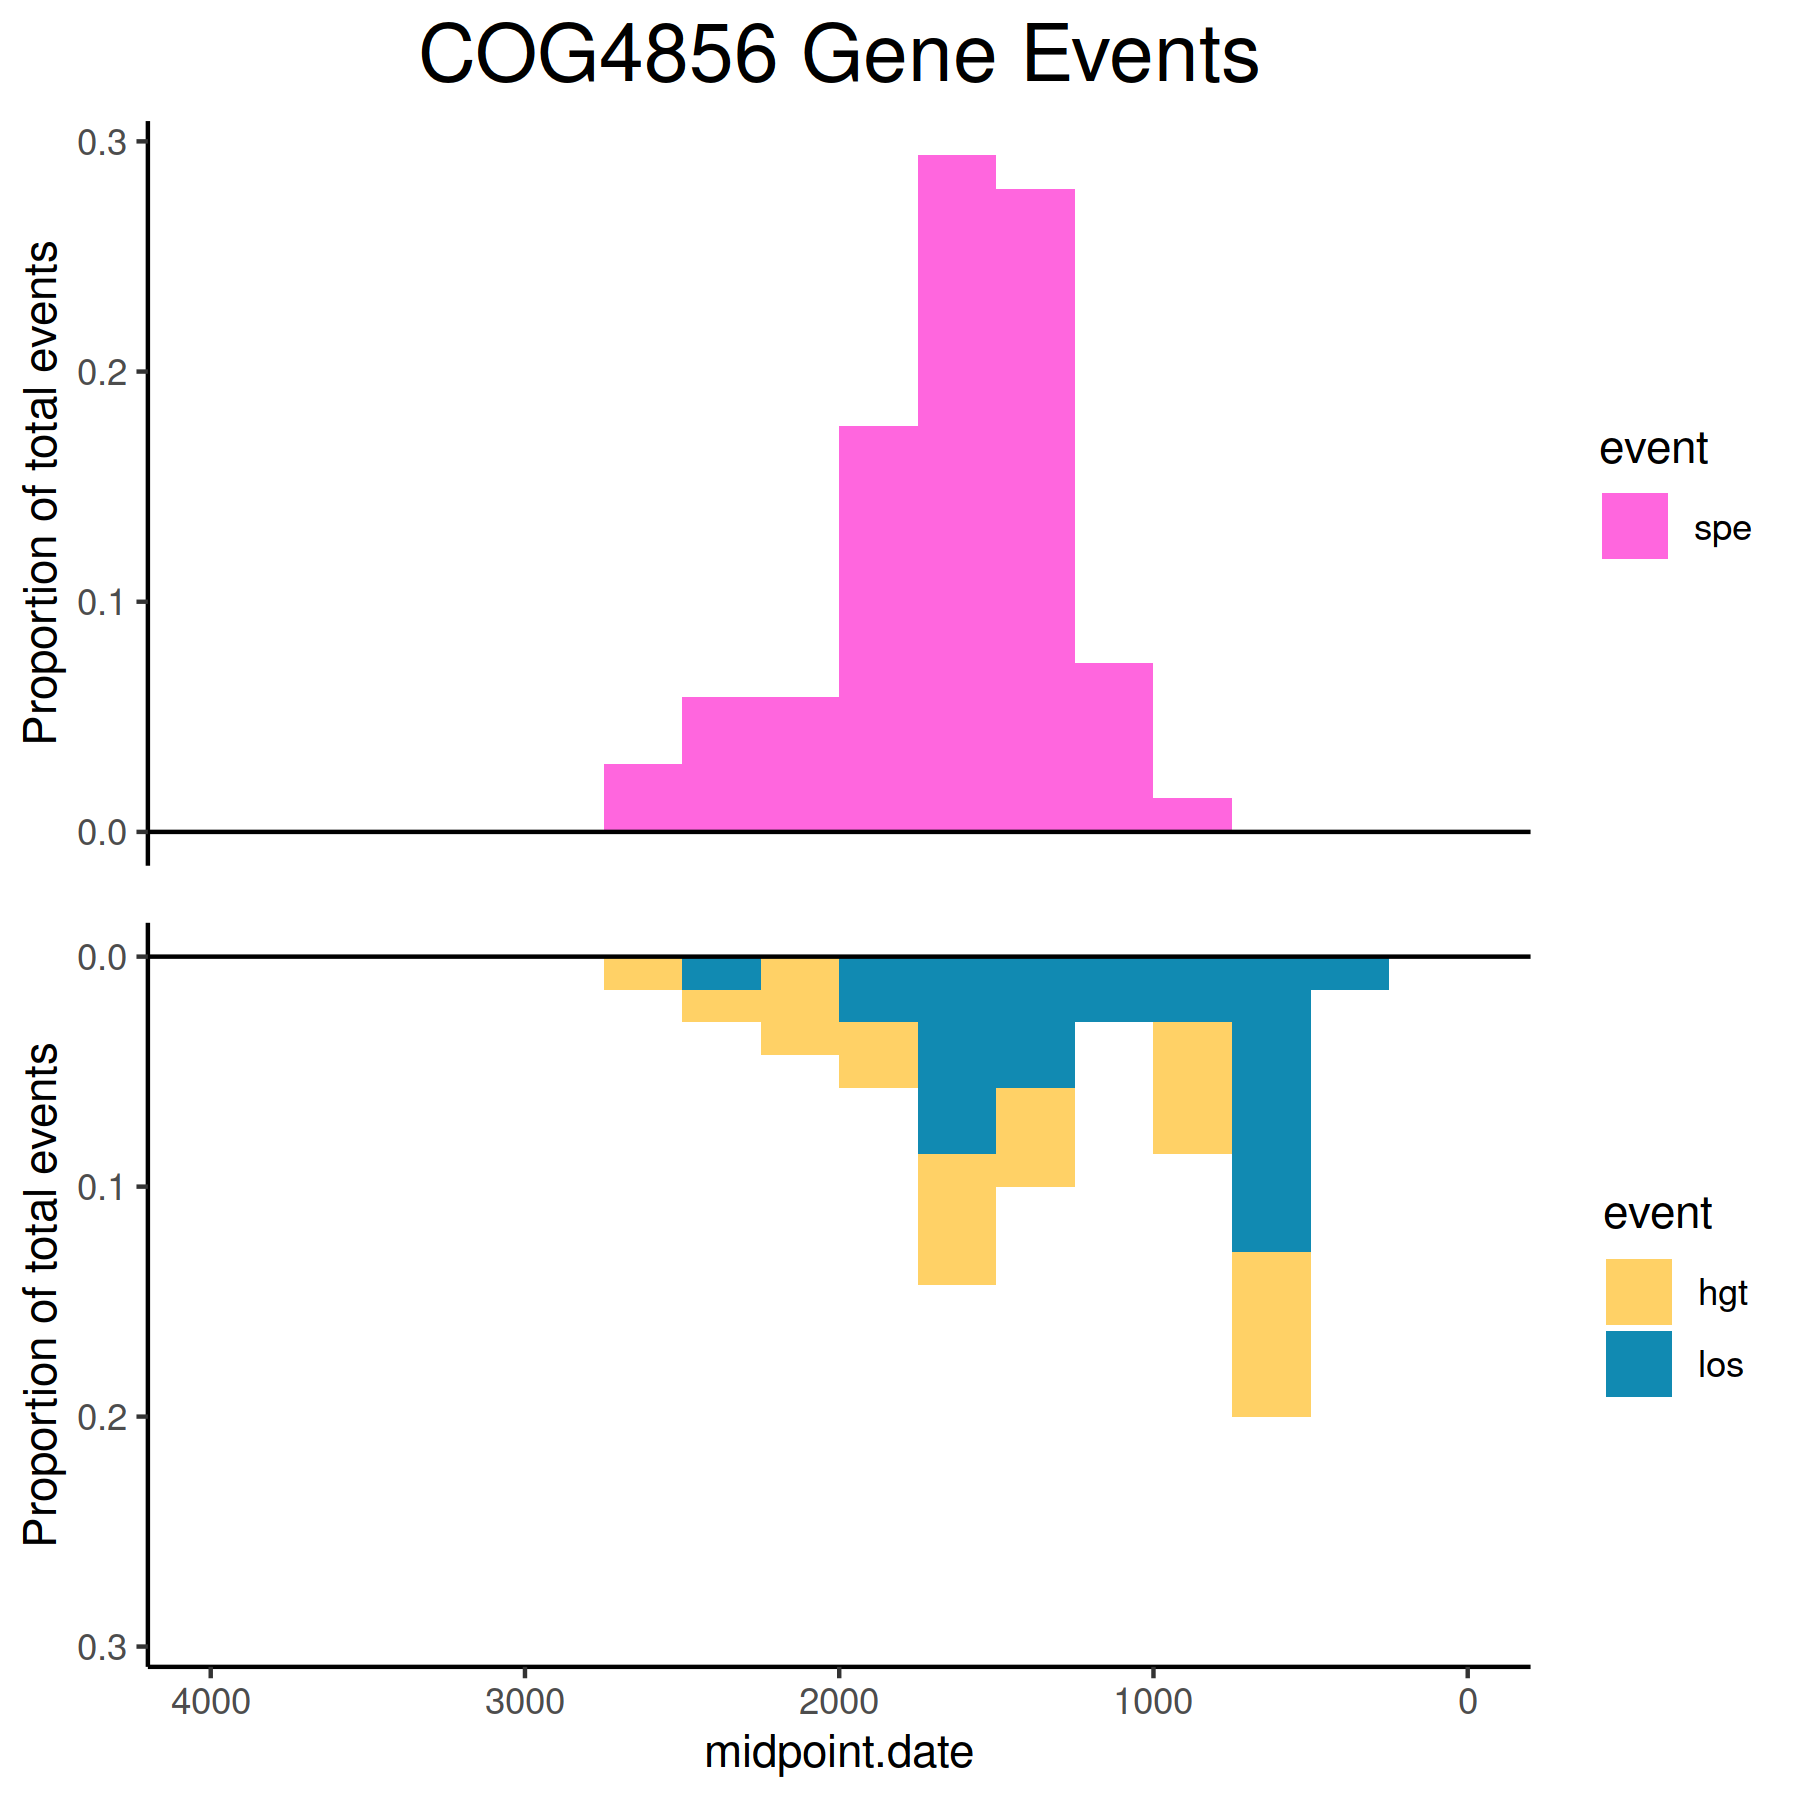 COG4856 Gene Events
Proportion of total events
0.3
0.2
0.1
0.0
event
spe
Proportion of total events
0.0
0.1
0.2
0.3
event
hgt
los
4000 3000 2000 1000 0
midpoint.date